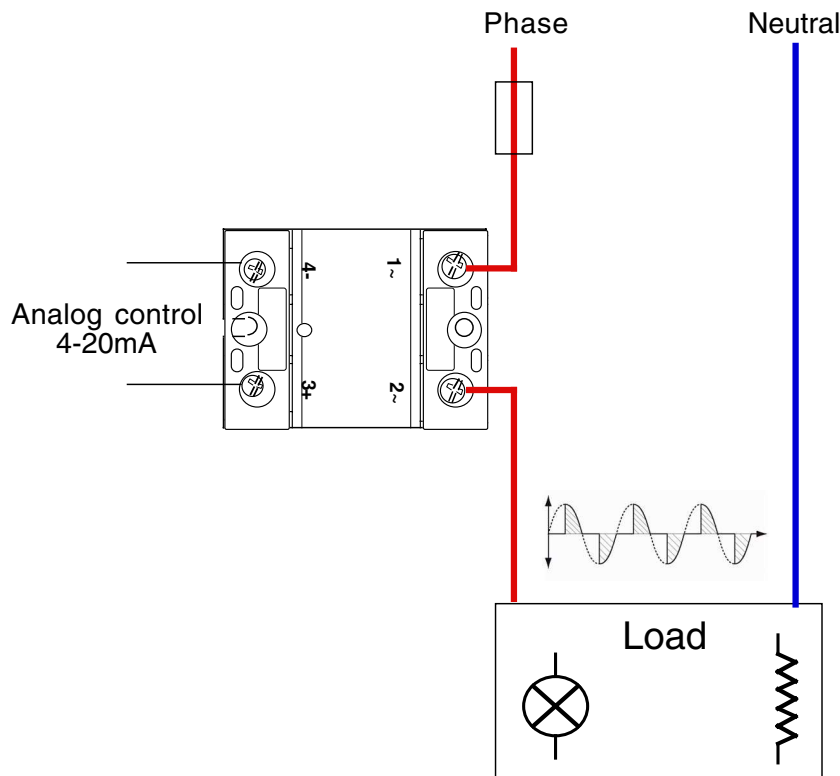 Phase
Neutral
4-
1~
Analog control
4-20mA
3+
2~
Load